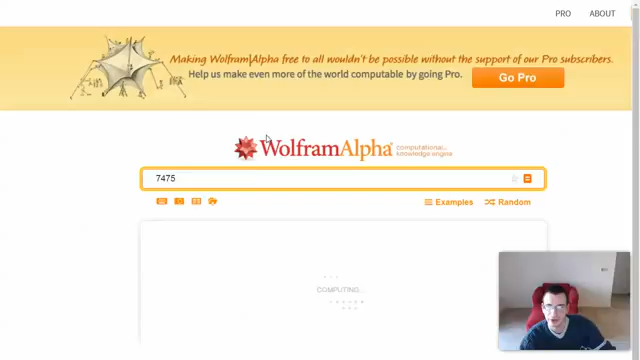 PRO ABOUT
Making Wolfram|Alpha free to all wouldn't be possible without the support of our Pro subscribers.
Help us make even more of the world computable by going Pro.
Go Pro
WolframAlpha computational...
knowledge engine
7475
Examples Random
COMPUTING...